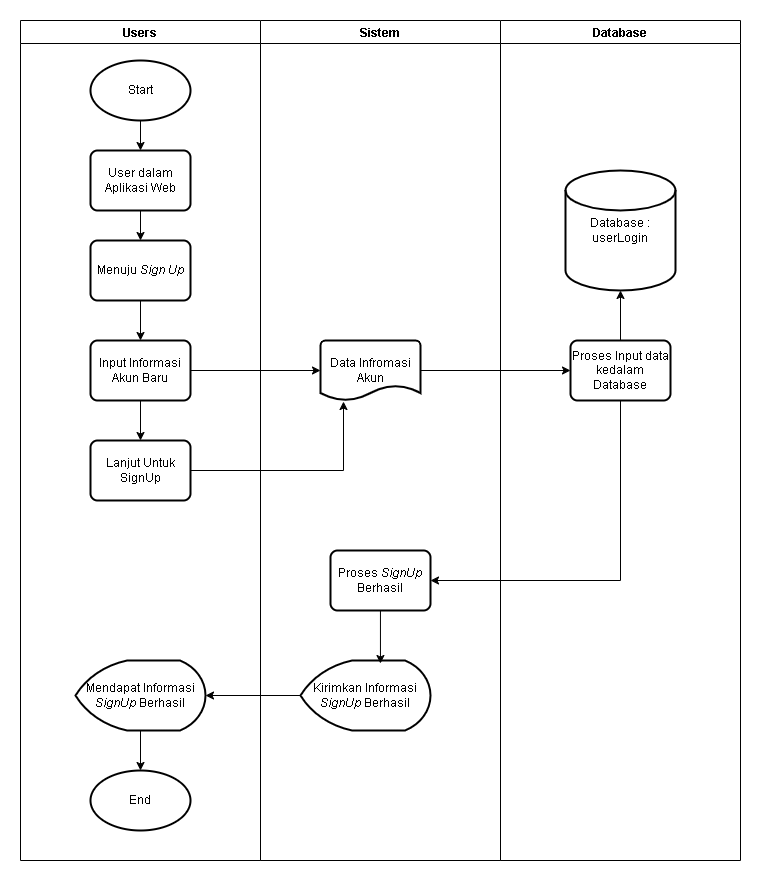 Users
Sistem
Database
Start
User dalam
Aplikasi Web
Database :
userLogin
Menuju Sign Up
Input Informasi
Akun Baru
Data Infromasi
Akun
Proses Input data
kedalam
Database
Lanjut Untuk
SignUp
Proses SignUp
Berhasil
Mendapat Informasi
SignUp Berhasil
Kirimkan Informasi
SignUp Berhasil
End